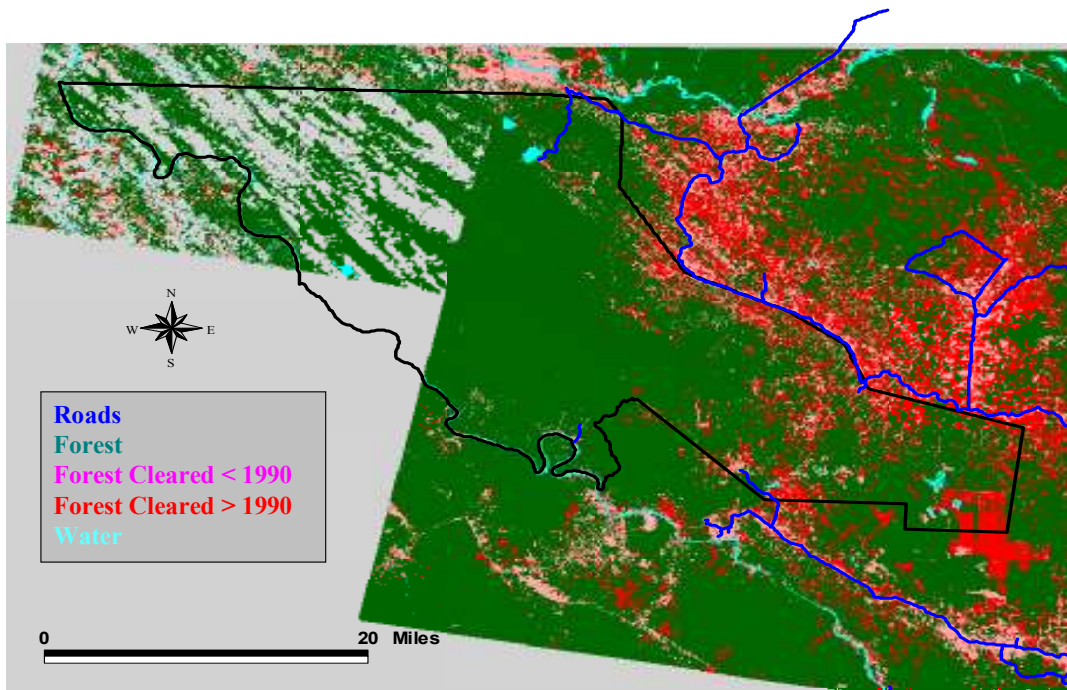 N
W E
S
Roads
Forest
Forest Cleared < 1990
Forest Cleared > 1990
Water
0 20 Miles